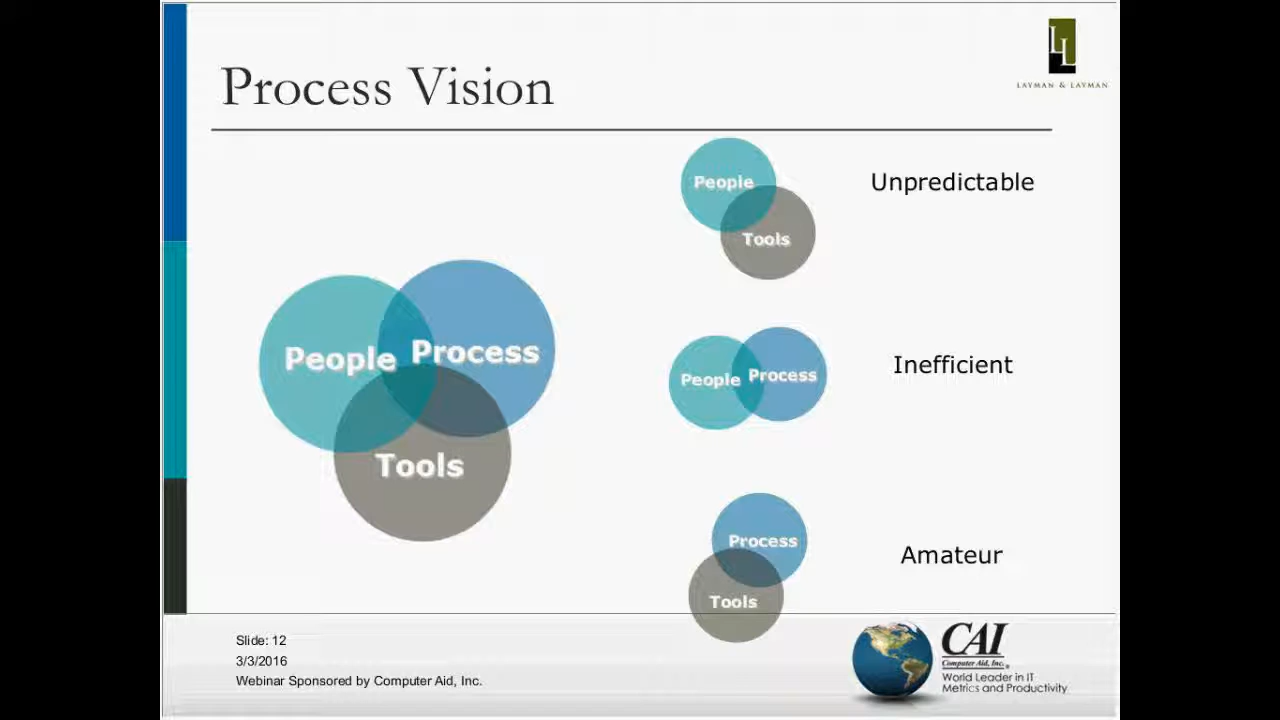 Process Vision
LL
LAYMAN & LAYMAN
People
Tools
Unpredictable
People
Process
Tools
People
Process
Inefficient
Process
Tools
Amateur
Slide: 12
3/3/2016
Webinar Sponsored by Computer Aid, Inc.
CAI
Computer Aid, Inc.®
World Leader in IT
Metrics and Productivity